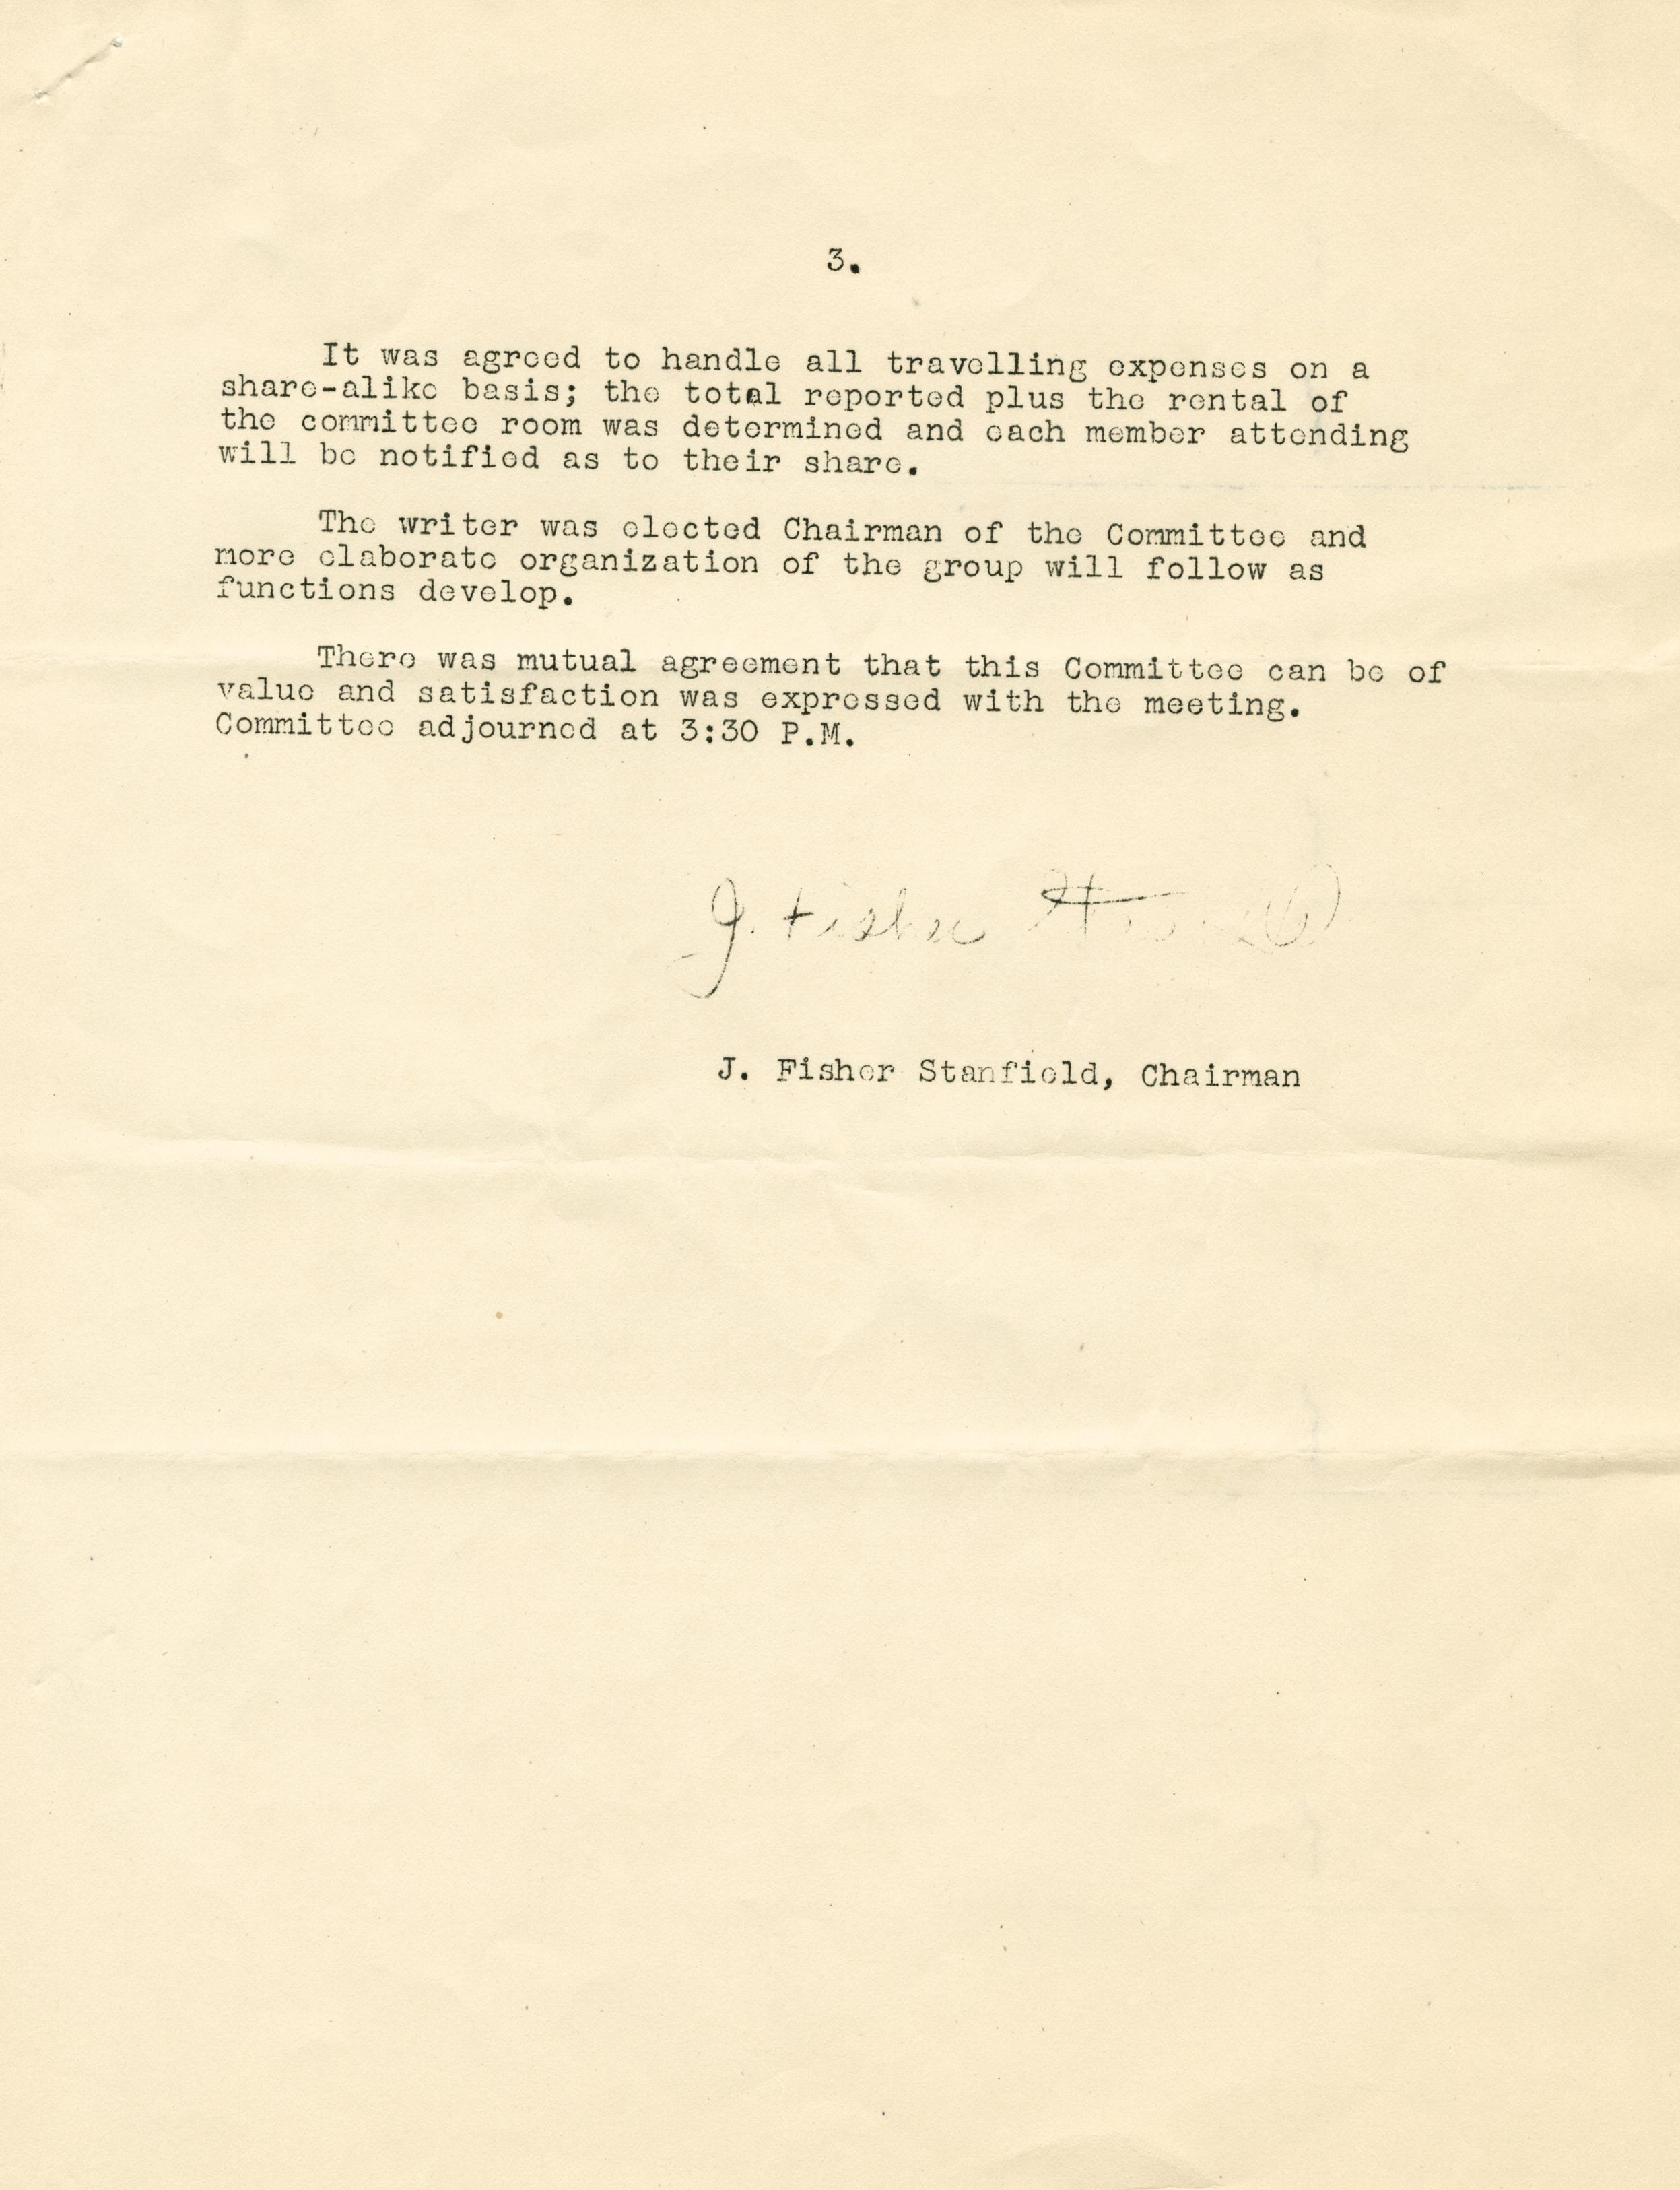 3.
It was agreed to handle all travelling expenses on a
share-alike basis; the total reported plus the rental of
the committee room was determined and each member attending
will be notified as to their share.
The writer was elected Chairman of the Committee and
more elaborate organization of the group will follow as
functions develop.
There was mutual agreement that this Committee can be of
value and satisfaction was expressed with the meeting.
Committee adjourned at 3:30 P.M.
J. Fisher
J. Fisher Stanfield, Chairman